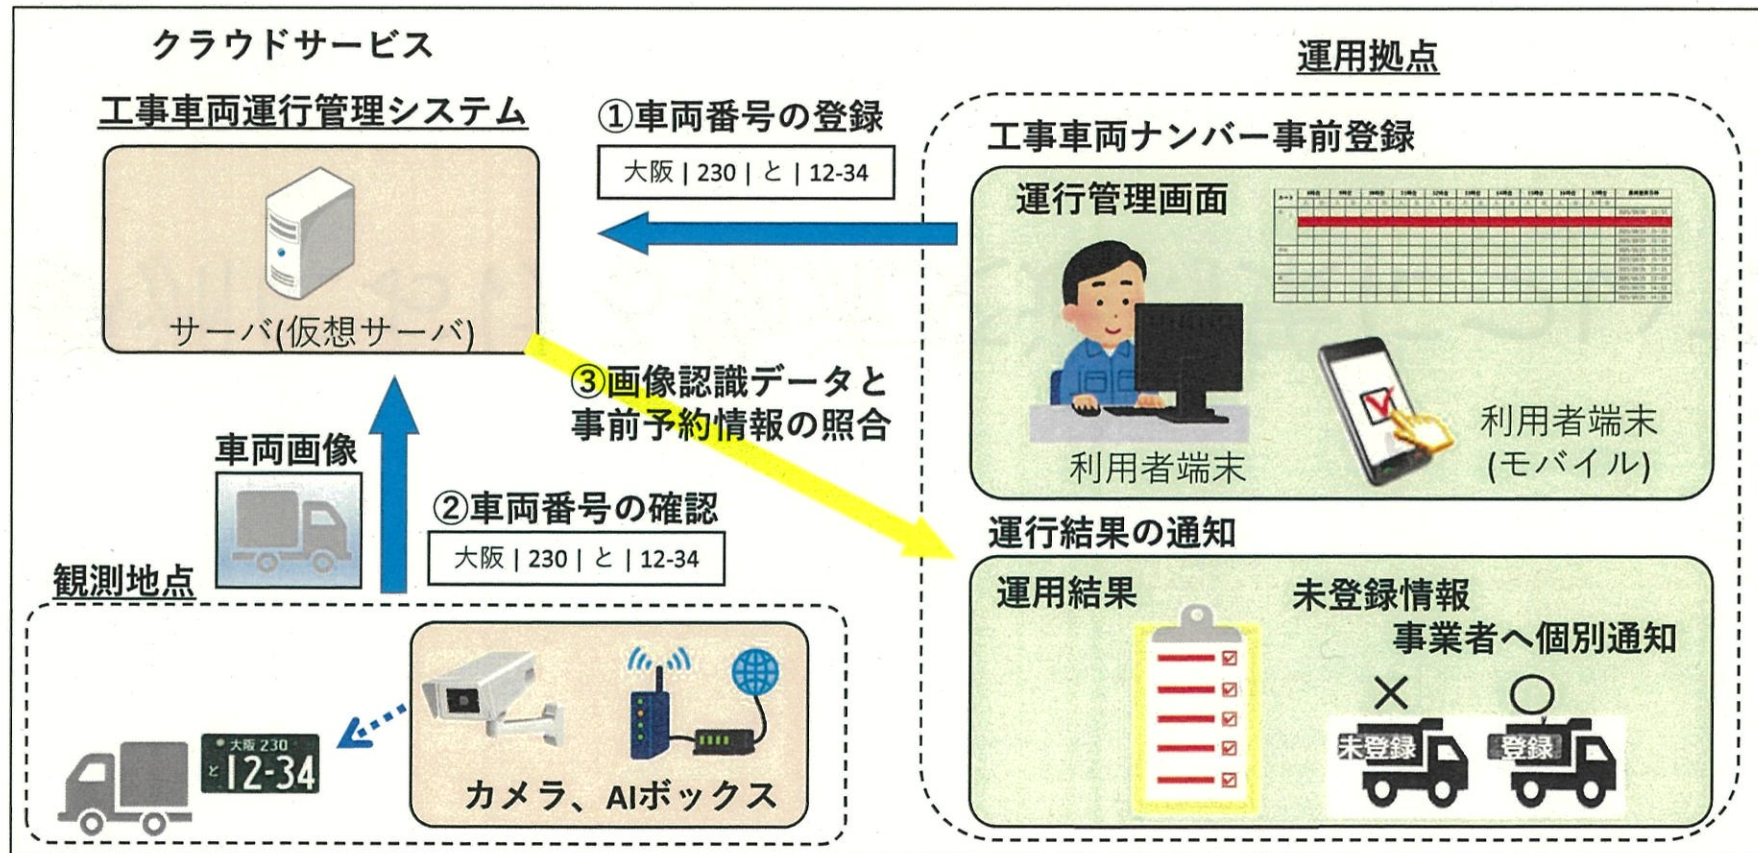 クラウドサービス
工事車両運行管理システム
サーバ(仮想サーバ)
①車両番号の登録
大阪 | 230 | と | 12-34
運用拠点
工事車両ナンバー事前登録
運行管理画面
利用者端末
利用者端末
(モバイル)
③画像認識データと
事前予約情報の照合
車両画像
②車両番号の確認
大阪 | 230 | と | 12-34
観測地点
大阪 230
と 12-34
カメラ、AIボックス
運行結果の通知
運用結果
未登録情報
事業者へ個別通知
× ○
未登録 登録